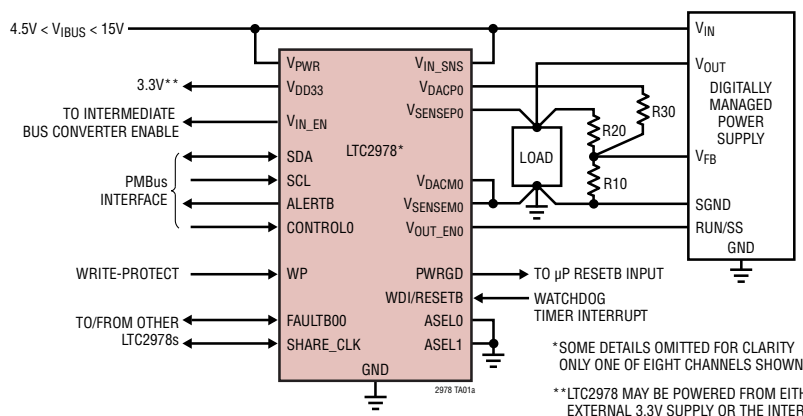 4.5V < VIBUS < 15V
VIN
VPWR
VIN_SNS
VOUT
3.3V**
VDD33
VDACP0
DIGITALLY
MANAGED
POWER
SUPPLY
R30
TO INTERMEDIATE
BUS CONVERTER ENABLE
VIN_EN
VSENSEP0
R20
LTC2978*
LOAD
VFB
PMBus
INTERFACE
SDA
SCL
ALERTB
CONTROL0
VDACM0
VSENSEM0
VOUT_EN0
R10
SGND
RUN/SS
GND
WRITE-PROTECT
WP
PWRGD
TO µP RESETB INPUT
WDI/RESETB
WATCHDOG
TIMER INTERRUPT
TO/FROM OTHER
LTC2978s
FAULTB00
SHARE_CLK
ASEL0
ASEL1
GND
2978 TA01a
*SOME DETAILS OMITTED FOR CLARITY
ONLY ONE OF EIGHT CHANNELS SHOWN
**LTC2978 MAY BE POWERED FROM
EXTERNAL 3.3V SUPPLY OR THE